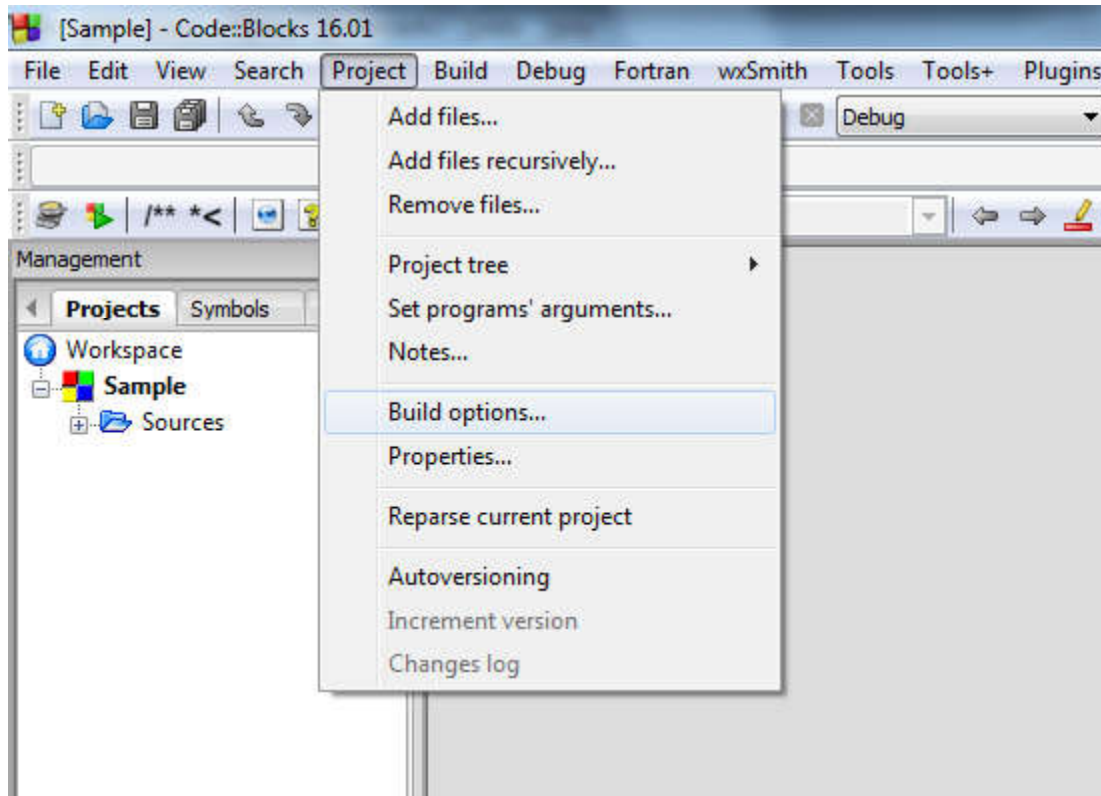 [Sample] - Code::Blocks 16.01
File Edit View Search Project Build Debug Fortran wxSmith Tools Tools+ Plugins
Add files...
Debug
Add files recursively...
/** *<
Remove files...
Management
Project tree
Projects Symbols
Set programs' arguments...
Workspace
Notes...
Sample
Build options...
Sources
Properties...
Reparse current project
Autoversioning
Increment version
Changes log